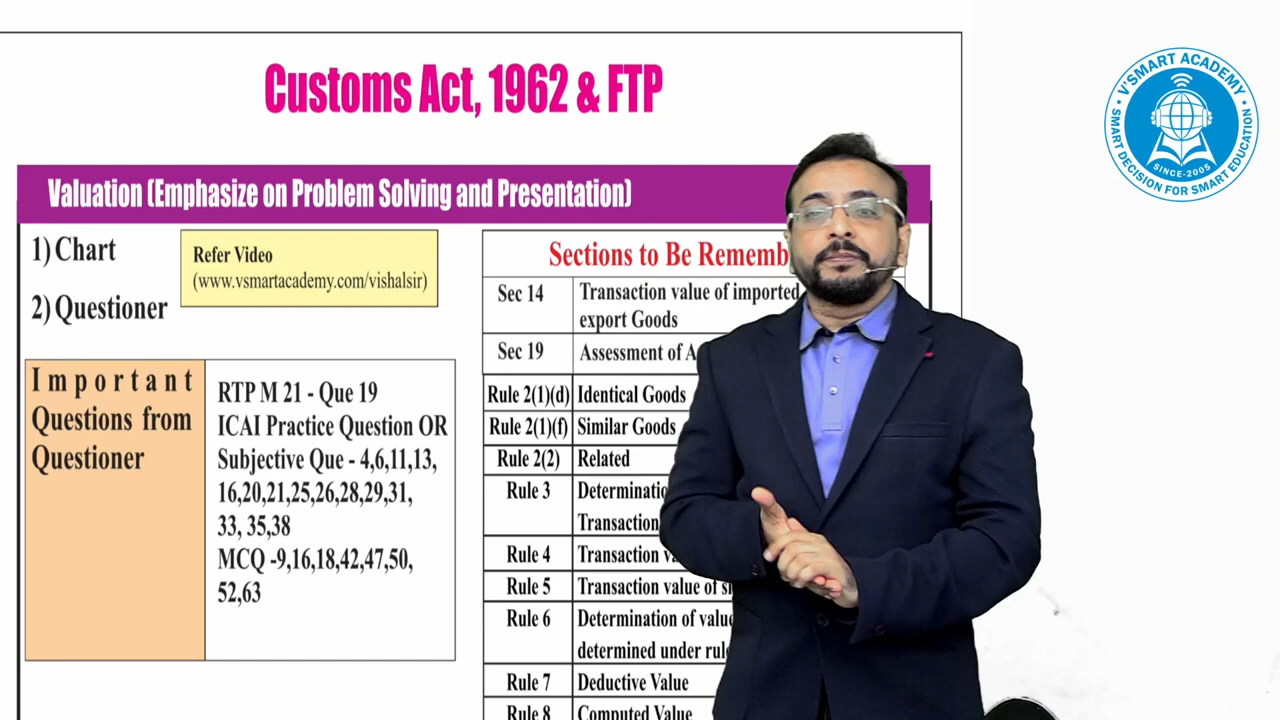 Customs Act, 1962 & FTP
Valuation (Emphasize on Problem Solving and Presentation)
1) Chart
2) Questioner
Refer Video
(www.vsmartacademy.com/vishalsir)
Important
Questions from
Questioner
RTP M 21 - Que 19
ICAI Practice Question OR
Subjective Que - 4,6,11,13,
16,20,21,25,26,28,29,31,
33, 35,38
MCQ -9,16,18,42,47,50,
52,63
Sections to Be
Sec 14 Transaction value of imported
export Goods
Sec 19 Assessment of
Rule 2(1)(d) Identical Goods
Rule 2(1)(f) Similar Goods
Rule 2(2) Related
Rule 3
Transaction
Rule 4 Transaction
Rule 5 Transaction value of
Rule 6 Determination of
determined under
Rule 7 Deductive Value
Rule 8 Computed Value
V'SMART ACADEMY
SMART DECISION FOR SMART EDUCATION
SINCE-2005